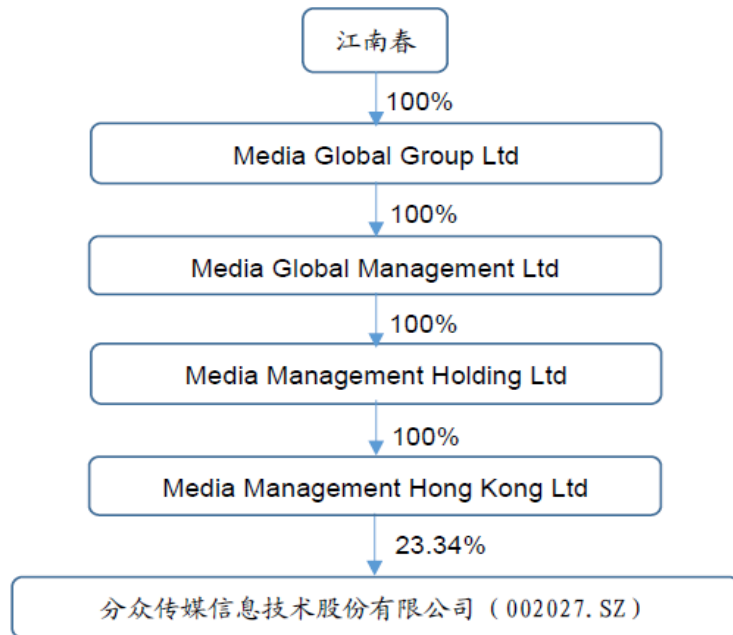 江南春
100%
Media Global Group Ltd
100%
Media Global Management Ltd
100%
Media Management Holding Ltd
100%
Media Management Hong Kong Ltd
23.34%
分众传媒信息技术股份有限公司（002027.SZ）